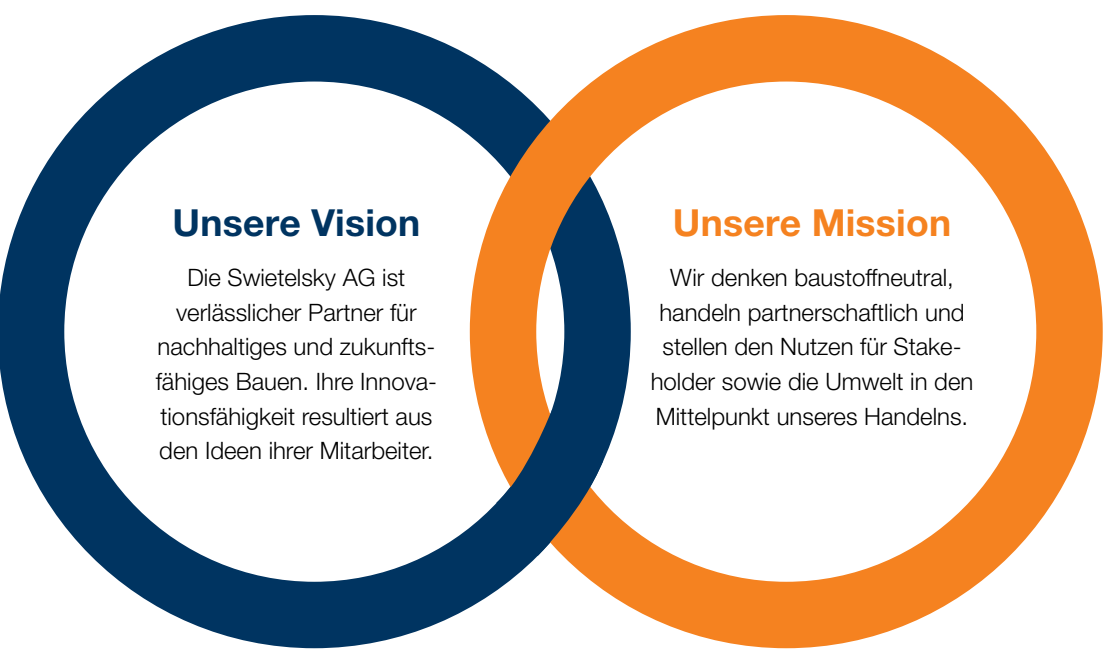 Unsere Vision
Die Swietelsky AG ist
verlässlicher Partner für
nachhaltiges und zukunfts-
fähiges Bauen. Ihre Innova-
tionsfähigkeit resultiert aus
den Ideen ihrer Mitarbeiter.
Unsere Mission
Wir denken baustoffneutral,
handeln partnerschaftlich und
stellen den Nutzen für Stake-
holder sowie die Umwelt in den
Mittelpunkt unseres Handelns.